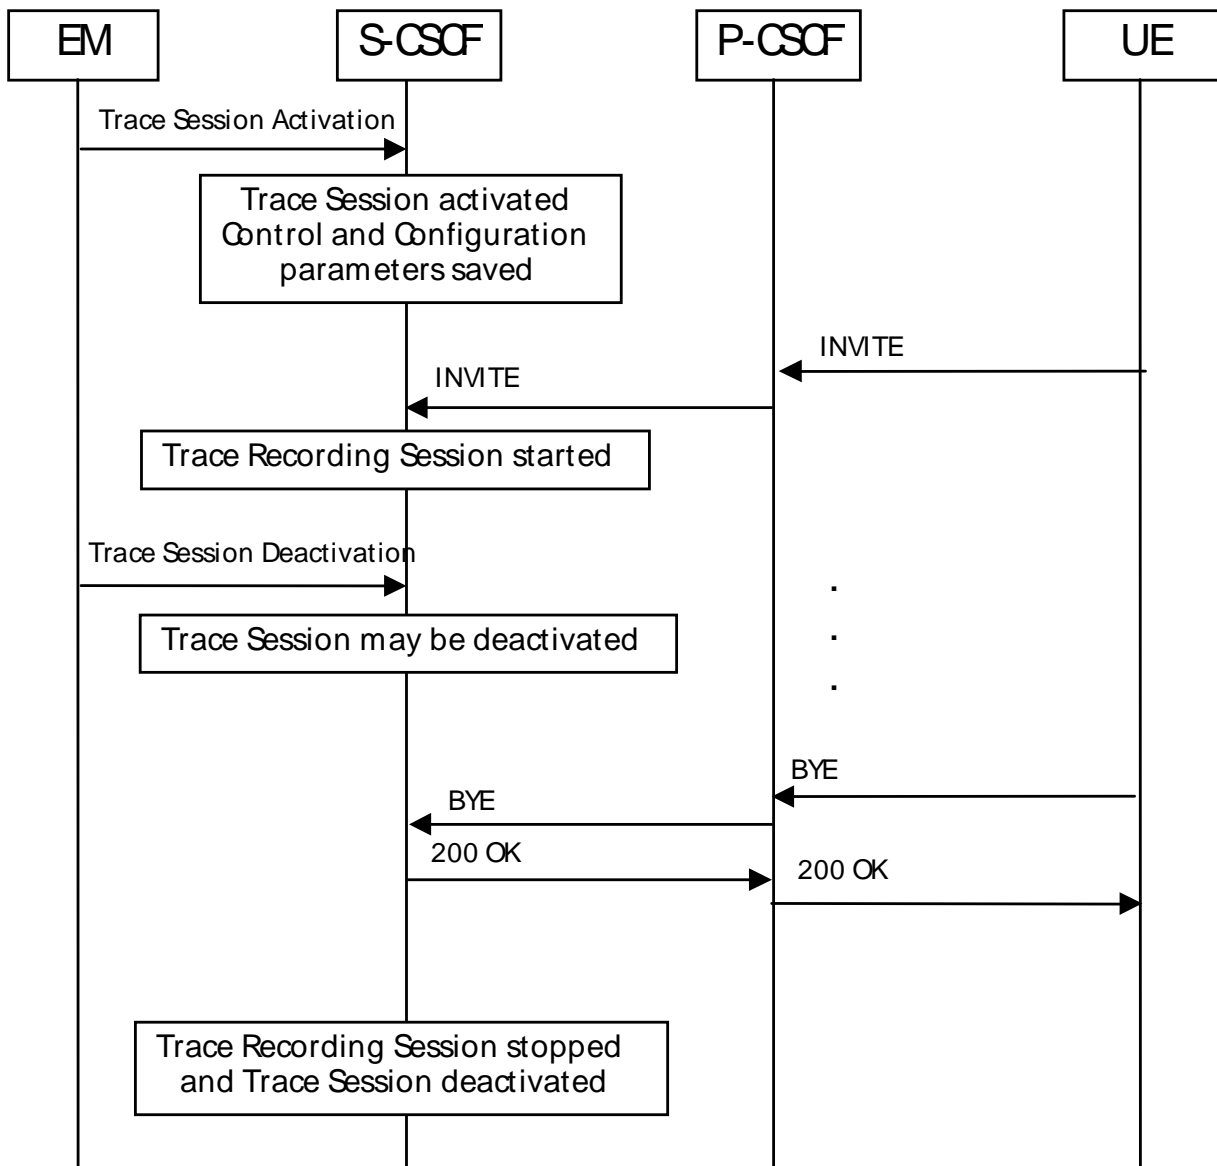 EM
S-CSCF
P-CSCF
UE
Trace Session Activation
Trace Session activated
Control and Configuration
parameters saved
INVITE
INVITE
Trace Recording Session started
Trace Session Deactivation
.
Trace Session may be deactivated
.
.
BYE
BYE
200 OK
200 OK
Trace Recording Session stopped
and Trace Session deactivated